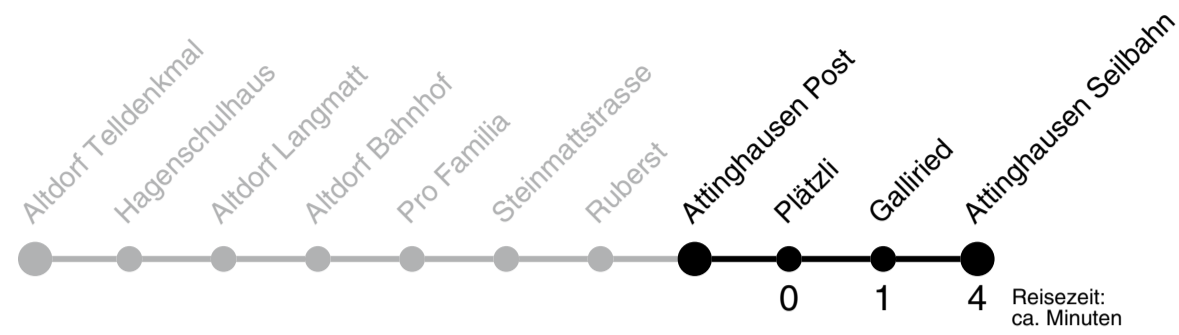 Altdorf Telldenkmal
Hagenschulhaus
Altdorf Langmatt
Altdorf Bahnhof
Pro Familia
Steinmattstrasse
Ruberst
Attinghausen Post
Plätzli
Galliried
Attinghausen Seilbahn
0 1 4 Reisezeit:
ca. Minuten